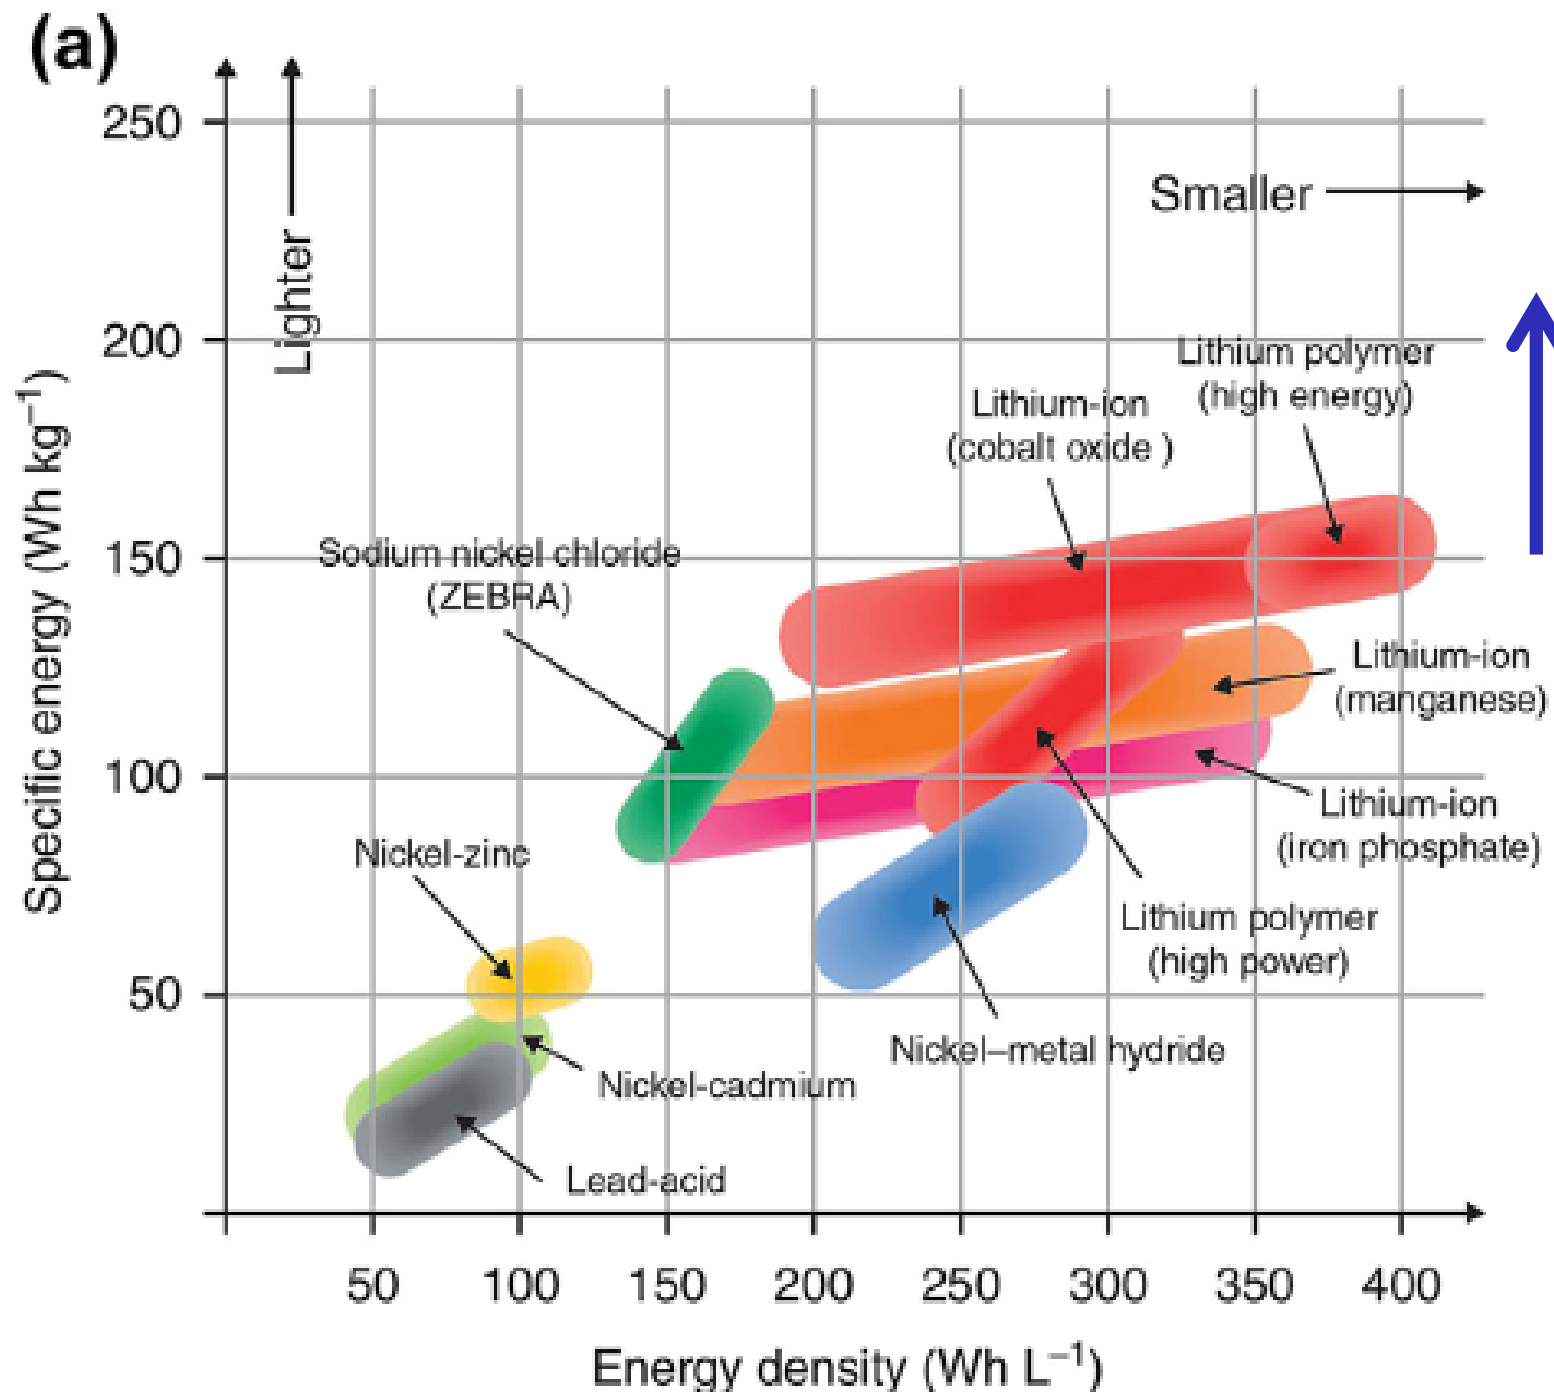 (a)
250
200
150
100
50
Specific energy (Wh kg⁻¹)
Lighter
Smaller
Lithium polymer
(high energy)
Lithium-ion
(cobalt oxide )
Sodium nickel chloride
(ZEBRA)
Lithium-ion
(manganese)
Lithium-ion
(iron phosphate)
Nickel-zinc
Lithium polymer
(high power)
Nickel–metal hydride
Nickel-cadmium
Lead-acid
50 100 150 200 250 300 350 400
Energy density (Wh L⁻¹)